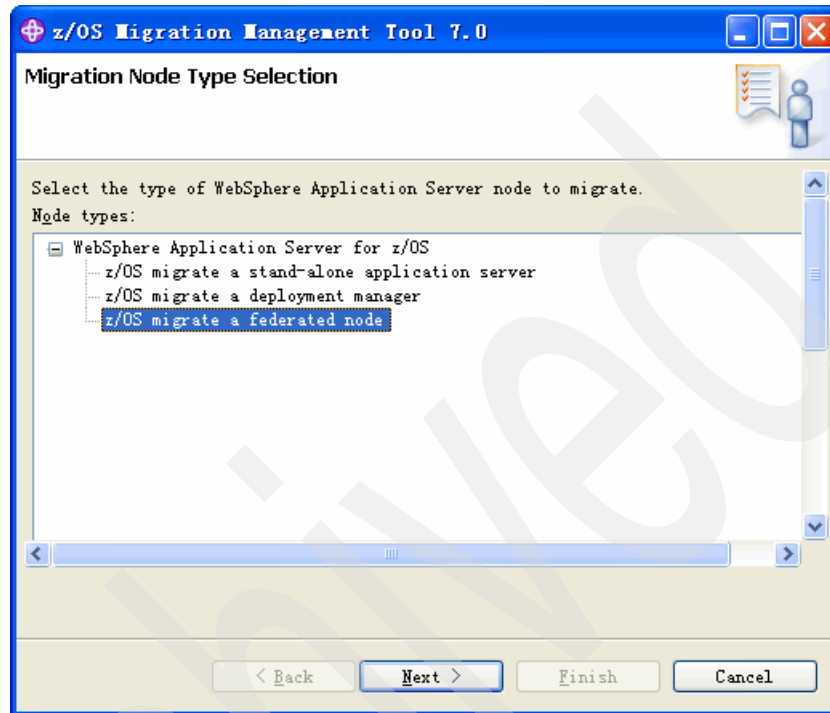 z/OS Migration Management Tool 7.0
Migration Node Type Selection
Select the type of WebSphere Application Server node to migrate.
Node types:
WebSphere Application Server for z/OS
z/OS migrate a stand-alone application server
z/OS migrate a deployment manager
z/OS migrate a federated node
< Back
Next >
Finish
Cancel